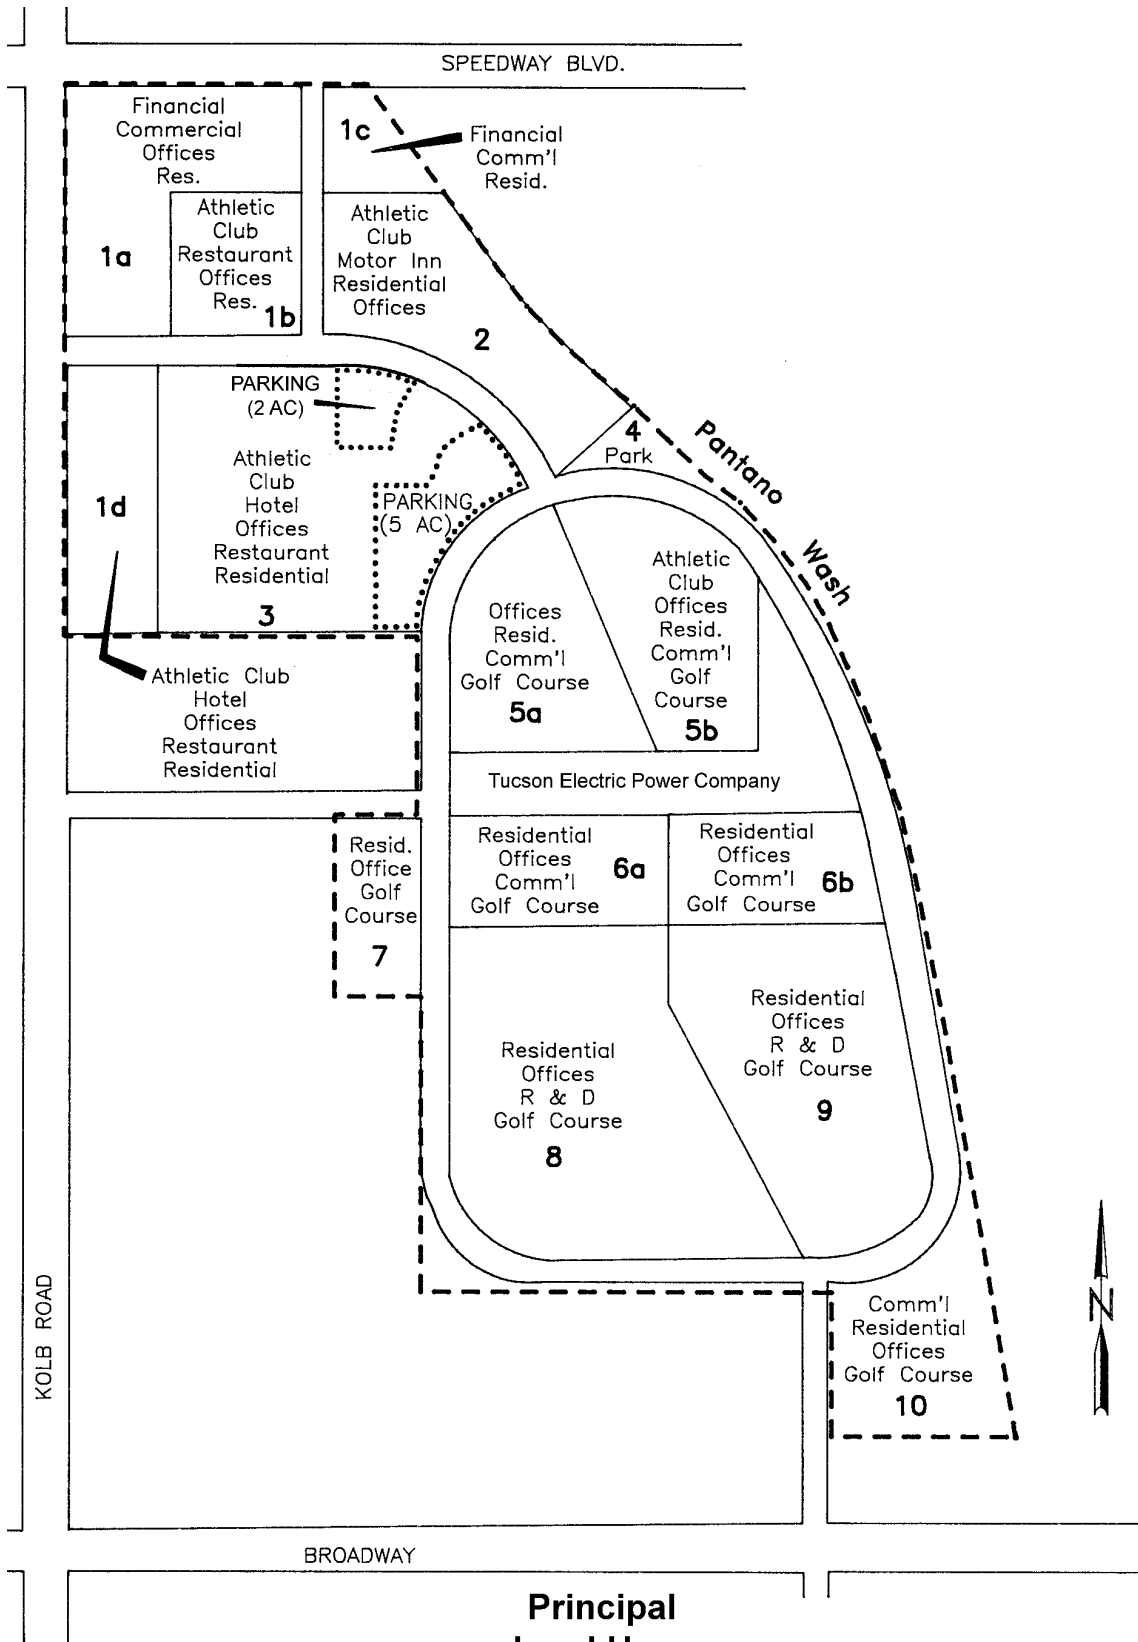 SPEEDWAY BLVD.
Financial
Commercial
Offices
Res.
1a
Athletic
Club
Restaurant
Offices
Res.
1b
1c
Financial
Comm'l
Resid.
Athletic
Club
Motor Inn
Residential
Offices
2
PARKING
(2 AC)
4
Park
Pantano
Wash
1d
Athletic
Club
Hotel
Offices
Restaurant
Residential
3
PARKING
(5 AC)
Athletic Club
Hotel
Offices
Restaurant
Residential
Offices
Resid.
Comm'l
Golf Course
5a
Athletic
Club
Offices
Resid.
Comm'l
Golf
Course
5b
Tucson Electric Power Company
Resid.
Office
Golf
Course
7
Residential
Offices
Comm'l
Golf Course
6a
Residential
Offices
Comm'l
Golf Course
6b
Residential
Offices
R & D
Golf Course
8
Residential
Offices
R & D
Golf Course
9
KOLB ROAD
N
Comm'l
Residential
Offices
Golf Course
10
BROADWAY
Principal